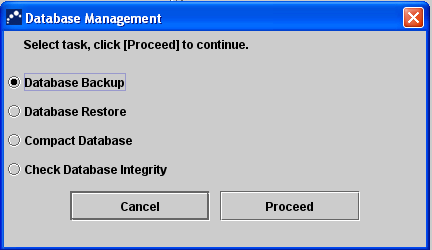 Database Management
Select task, click [Proceed] to continue.
Database Backup
Database Restore
Compact Database
Check Database Integrity
Cancel Proceed